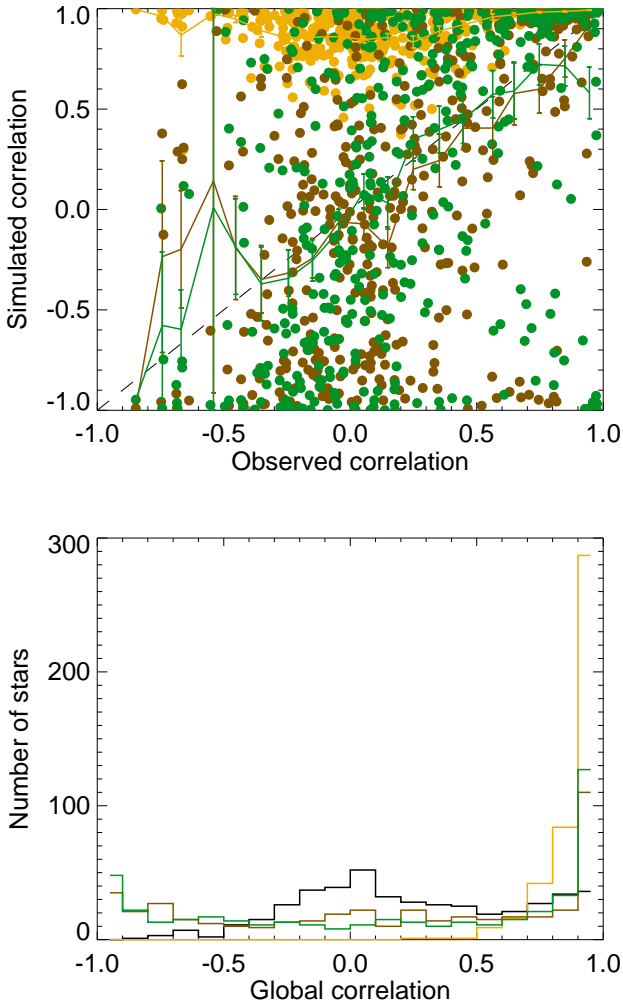 1.0
0.5
0.0
-0.5
-1.0
Simulated correlation
-1.0 -0.5 0.0 0.5 1.0
Observed correlation
300
200
100
0
Number of stars
-1.0 -0.5 0.0 0.5 1.0
Global correlation